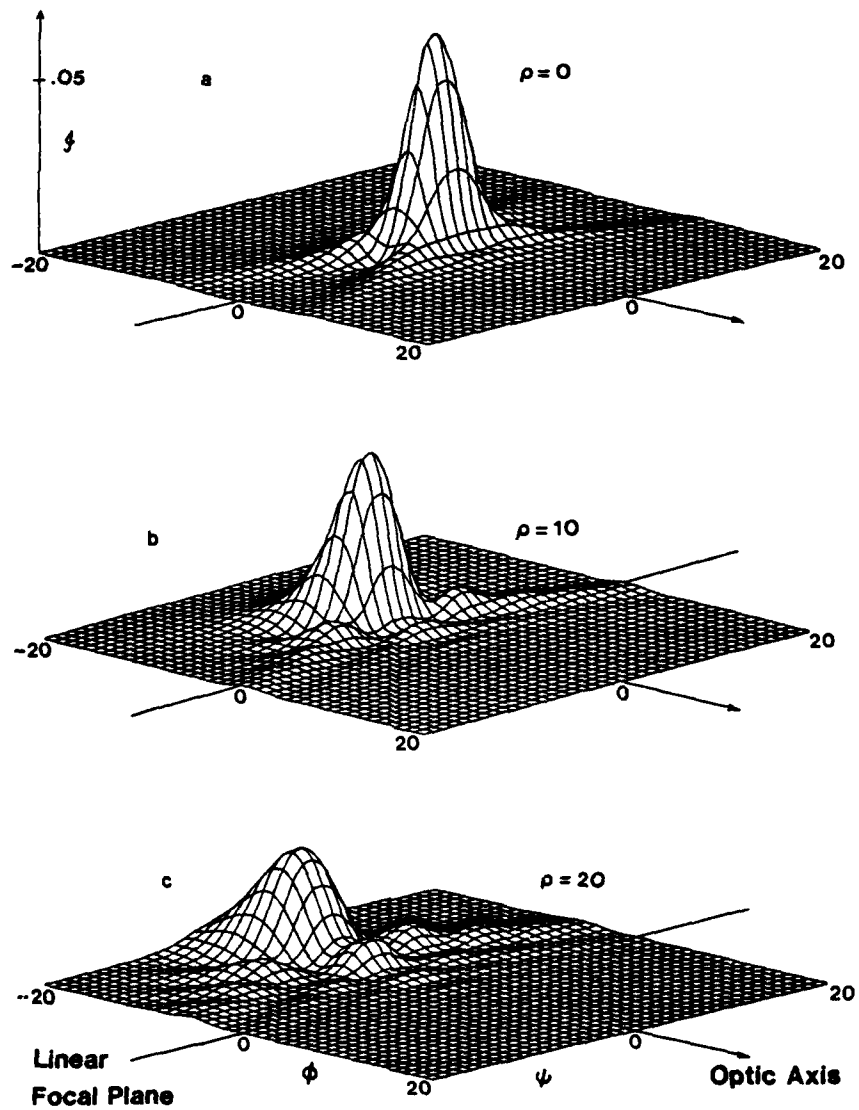 .05
a
ρ = 0
𝓕
-20
20
0
0
20
b
ρ = 10
-20
20
0
0
20
c
ρ = 20
-20
20
0
0
Linear
Focal Plane
ϕ
20
ψ
Optic Axis